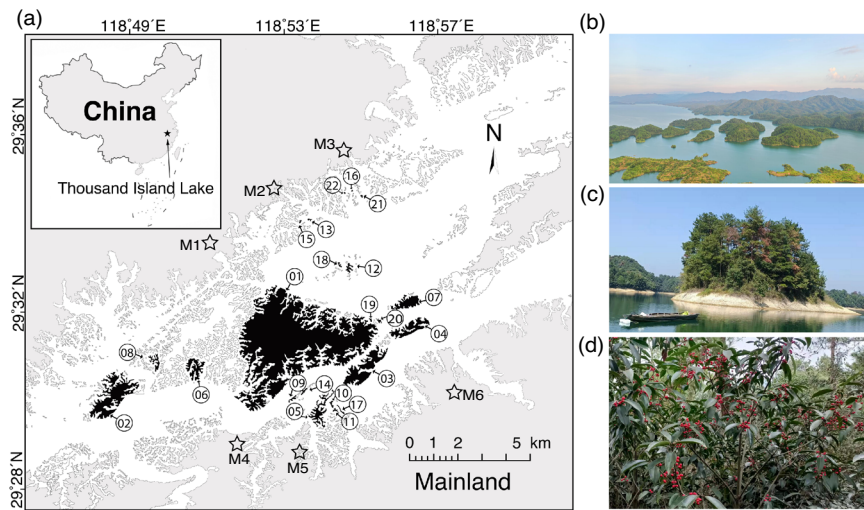 (a)
118°49´E
118°53´E
118°57´E
29°36´N
29°32´N
29°28´N
China
Thousand Island Lake
N
M3
M2
M1
16
22
21
13
15
18
12
01
07
19
20
04
08
06
03
09
14
10
02
05
17
11
M6
M4
M5
0 1 2 5 km
Mainland
(b)
(c)
(d)